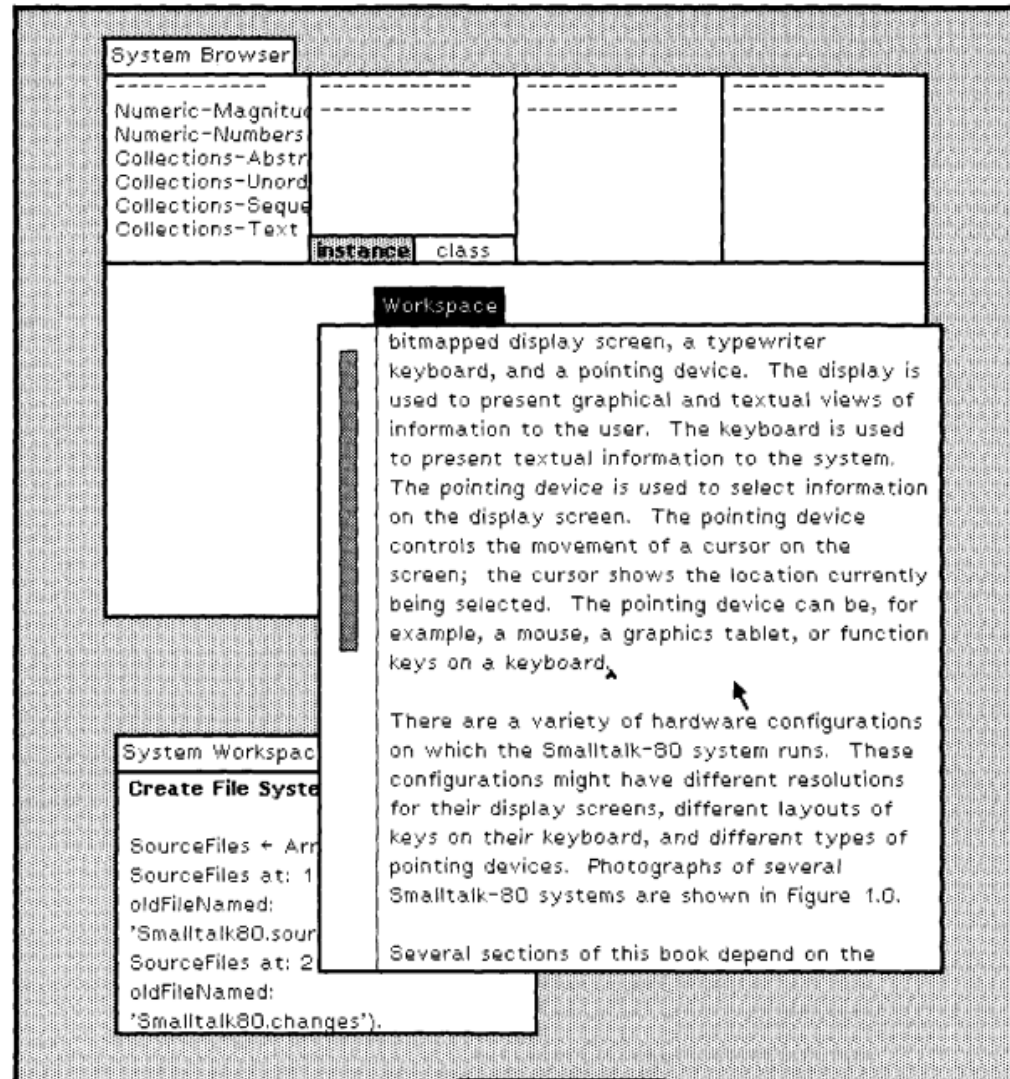 System Browser
------------
Numeric-Magnitud
Numeric-Numbers
Collections-Abstr
Collections-Unord
Collections-Seque
Collections-Text
------------
------------
instance
class
------------
------------
------------
------------
Workspace
bitmapped display screen, a typewriter
keyboard, and a pointing device. The display is
used to present graphical and textual views of
information to the user. The keyboard is used
to present textual information to the system.
The pointing device is used to select information
on the display screen. The pointing device
controls the movement of a cursor on the
screen; the cursor shows the location currently
being selected. The pointing device can be, for
example, a mouse, a graphics tablet, or function
keys on a keyboard.
There are a variety of hardware configurations
on which the Smalltalk-80 system runs. These
configurations might have different resolutions
for their display screens, different layouts of
keys on their keyboard, and different types of
pointing devices. Photographs of several
Smalltalk-80 systems are shown in Figure 1.0.
Several sections of this book depend on the
System Workspac
Create File Syste
SourceFiles ← Arr
SourceFiles at: 1
oldFileNamed:
'Smalltalk80.sour
SourceFiles at: 2
oldFileNamed:
'Smalltalk80.changes').